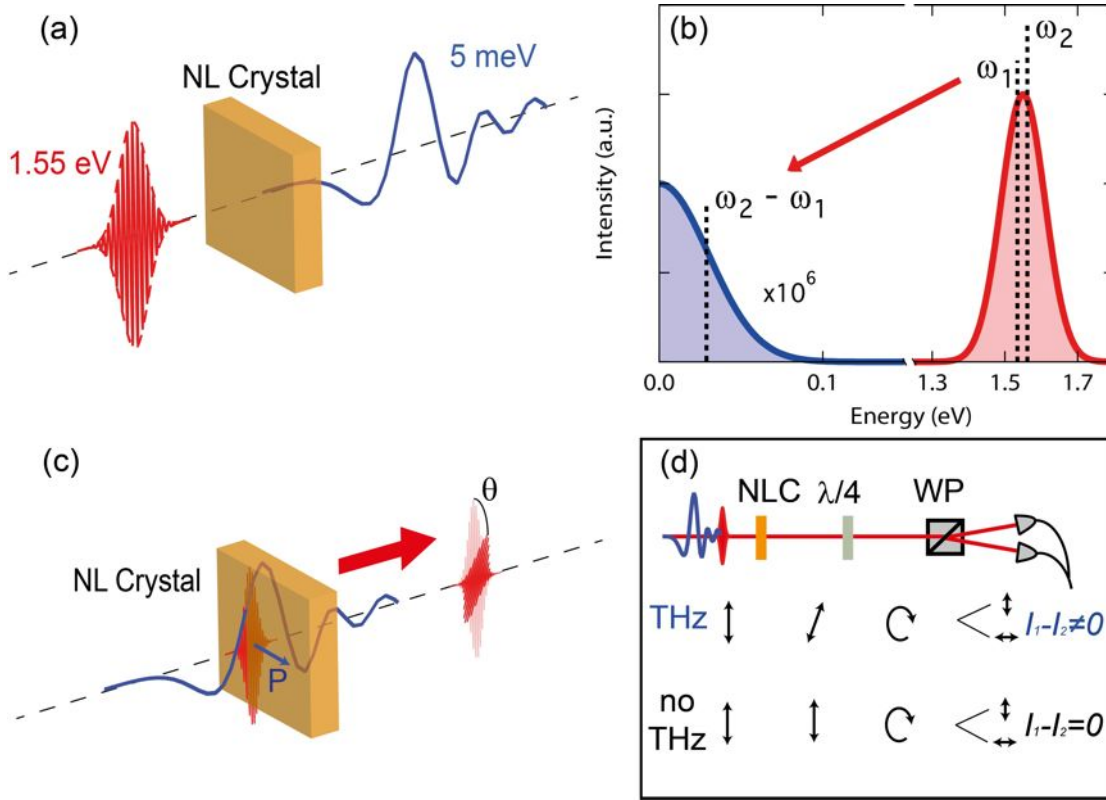 (a)
NL Crystal
5 meV
1.55 eV
(b)
ω₂
ω₁
ω₂ - ω₁
x10⁶
Intensity (a.u.)
0.0 0.1 1.3 1.5 1.7
Energy (eV)
(c)
θ
NL Crystal
P
(d)
NLC λ/4 WP
THz I₁-I₂≠0
no
THz I₁-I₂=0